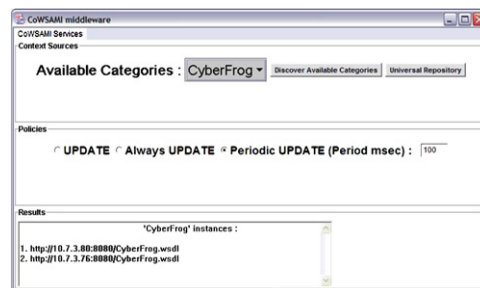 CoWSAMI middleware
CoWSAMI Services
Context Sources
Available Categories : CyberFrog Discover Available Categories Universal Repository
Policies
UPDATE Always UPDATE Periodic UPDATE (Period msec) : 100
Results
'CyberFrog' instances :
1. http://10.7.3.80:8080/CyberFrog.wsdl
2. http://10.7.3.76:8080/CyberFrog.wsdl